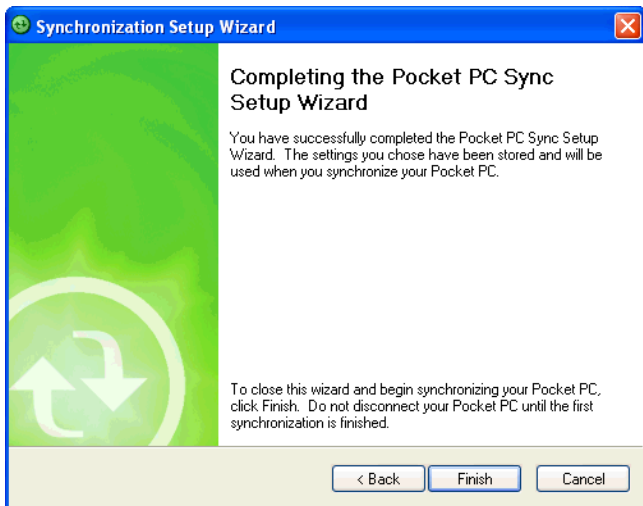 Synchronization Setup Wizard
Completing the Pocket PC Sync
Setup Wizard
You have successfully completed the Pocket PC Sync Setup
Wizard. The settings you chose have been stored and will be
used when you synchronize your Pocket PC.
To close this wizard and begin synchronizing your Pocket PC,
click Finish. Do not disconnect your Pocket PC until the first
synchronization is finished.
< Back Finish Cancel